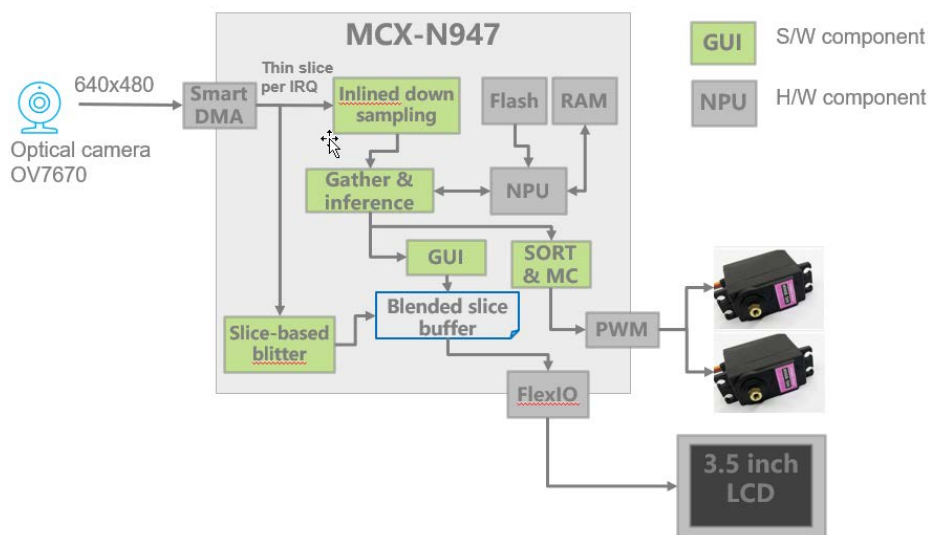 MCX-N947
GUI
S/W component
NPU
H/W component
640x480
Optical camera
OV7670
Smart
DMA
Thin slice
per IRQ
Inlined down
sampling
Flash
RAM
Gather &
inference
NPU
GUI
SORT
& MC
Slice-based
blitter
Blended slice
buffer
PWM
FlexIO
3.5 inch
LCD